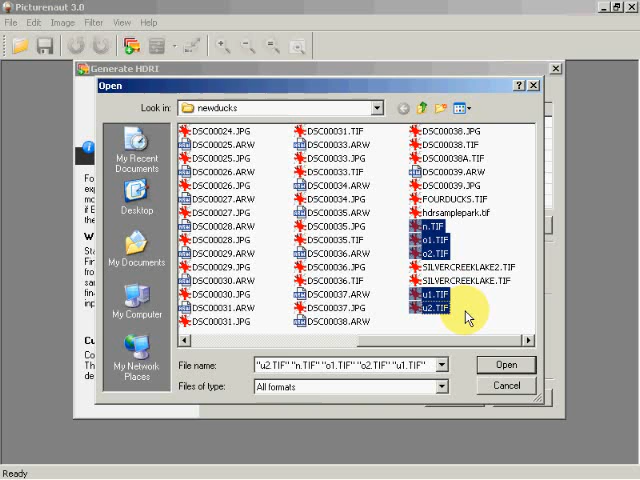 Picturenaut 3.0
File Edit Image Filter View Help
Generate HDRI
Open
Look in: newducks
My Recent
Documents
Desktop
My Documents
My Computer
My Network
Places
DSC00024.JPG
DSC00025.ARW
DSC00025.JPG
DSC00026.ARW
DSC00026.JPG
DSC00027.ARW
DSC00027.JPG
DSC00028.ARW
DSC00028.JPG
DSC00029.ARW
DSC00029.JPG
DSC00030.ARW
DSC00030.JPG
DSC00031.ARW
DSC00031.JPG
DSC00031.TIF
DSC00033.ARW
DSC00033.JPG
DSC00033.TIF
DSC00034.ARW
DSC00034.JPG
DSC00035.ARW
DSC00035.JPG
DSC00035.TIF
DSC00036.ARW
DSC00036.JPG
DSC00036.TIF
DSC00037.ARW
DSC00037.JPG
DSC00038.ARW
DSC00038.JPG
DSC00038.TIF
DSC00038A.TIF
DSC00039.ARW
DSC00039.JPG
FOURDUCKS.TIF
hdrsamplepark.tif
n.TIF
o1.TIF
o2.TIF
SILVERCREEKLAKE2.TIF
SILVERCREEKLAKE.TIF
u1.TIF
u2.TIF
File name: "u2.TIF" "n.TIF" "o1.TIF" "o2.TIF" "u1.TIF"
Open
Files of type: All formats
Cancel
Ready